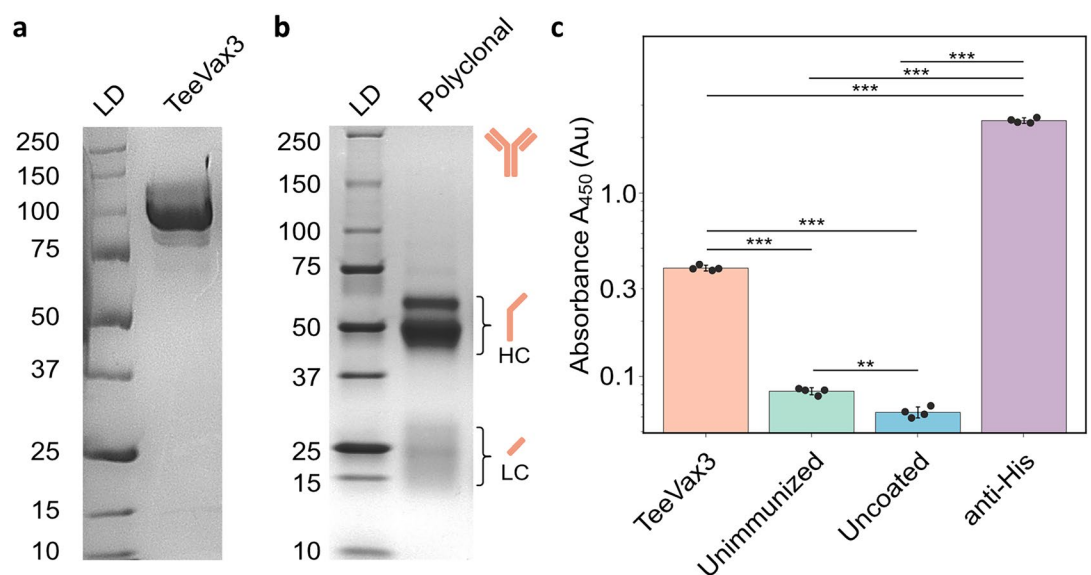 a
LD
TeeVax3
250
150
100
75
50
37
25
15
10
b
LD
Polyclonal
250
150
100
75
50
37
25
15
10
HC
LC
c
Absorbance A450 (Au)
1.0
0.3
0.1
***
***
***
***
***
**
TeeVax3
Unimmunized
Uncoated
anti-His